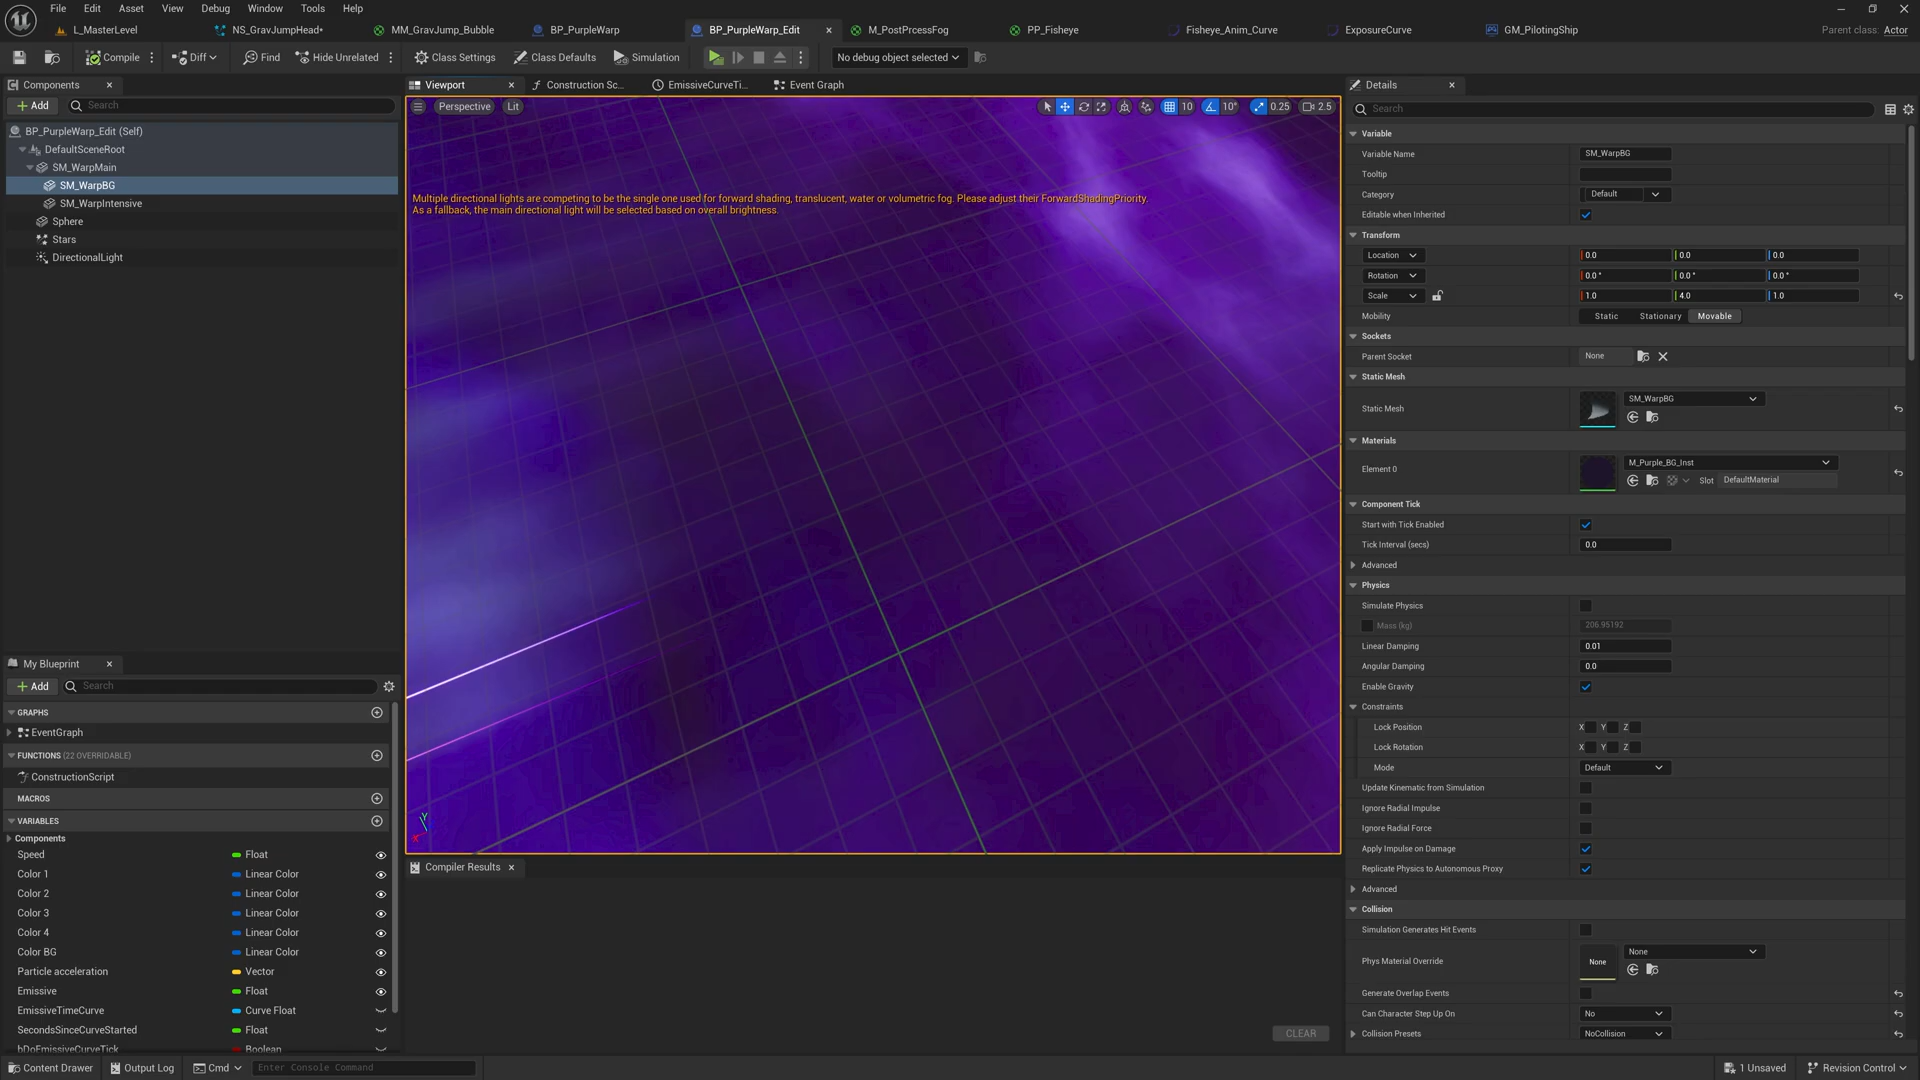 File Edit Asset View Debug Window Tools Help
L_MasterLevel NS_GravJumpHead• MM_GravJump_Bubble BP_PurpleWarp BP_PurpleWarp_Edit M_PostPrcessFog PP_Fisheye Fisheye_Anim_Curve ExposureCurve GM_PilotingShip Parent class: Actor
Compile Diff Find Hide Unrelated Class Settings Class Defaults Simulation No debug object selected
Components
Add Search
BP_PurpleWarp_Edit (Self)
DefaultSceneRoot
SM_WarpMain
SM_WarpBG
SM_WarpIntensive
Sphere
Stars
DirectionalLight
My Blueprint
Add Search
GRAPHS
EventGraph
FUNCTIONS (22 OVERRIDABLE)
ConstructionScript
MACROS
VARIABLES
Components
Speed Float
Color 1 Linear Color
Color 2 Linear Color
Color 3 Linear Color
Color 4 Linear Color
Color BG Linear Color
Particle acceleration Vector
Emissive Float
EmissiveTimeCurve Curve Float
SecondsSinceCurveStarted Float
bDoEmissiveCurveTick Boolean
Viewport Construction Sc... EmissiveCurveTi... Event Graph
Perspective Lit 10 10° 0.25 2.5
Multiple directional lights are competing to be the single one used for forward shading, translucent, water or volumetric fog. Please adjust their ForwardShadingPriority.
As a fallback, the main directional light will be selected based on overall brightness.
Y
X
Compiler Results
CLEAR
Details
Search
Variable
Variable Name SM_WarpBG
Tooltip
Category Default
Editable when Inherited
Transform
Location 0.0 0.0 0.0
Rotation 0.0 ° 0.0 ° 0.0 °
Scale 1.0 4.0 1.0
Mobility Static Stationary Movable
Sockets
Parent Socket None
Static Mesh
Static Mesh SM_WarpBG
Materials
Element 0 M_Purple_BG_Inst
Slot DefaultMaterial
Component Tick
Start with Tick Enabled
Tick Interval (secs) 0.0
Advanced
Physics
Simulate Physics
Mass (kg) 206.95192
Linear Damping 0.01
Angular Damping 0.0
Enable Gravity
Constraints
Lock Position X Y Z
Lock Rotation X Y Z
Mode Default
Update Kinematic from Simulation
Ignore Radial Impulse
Ignore Radial Force
Apply Impulse on Damage
Replicate Physics to Autonomous Proxy
Advanced
Collision
Simulation Generates Hit Events
Phys Material Override None None
Generate Overlap Events
Can Character Step Up On No
Collision Presets NoCollision
Content Drawer Output Log Cmd Enter Console Command 1 Unsaved Revision Control